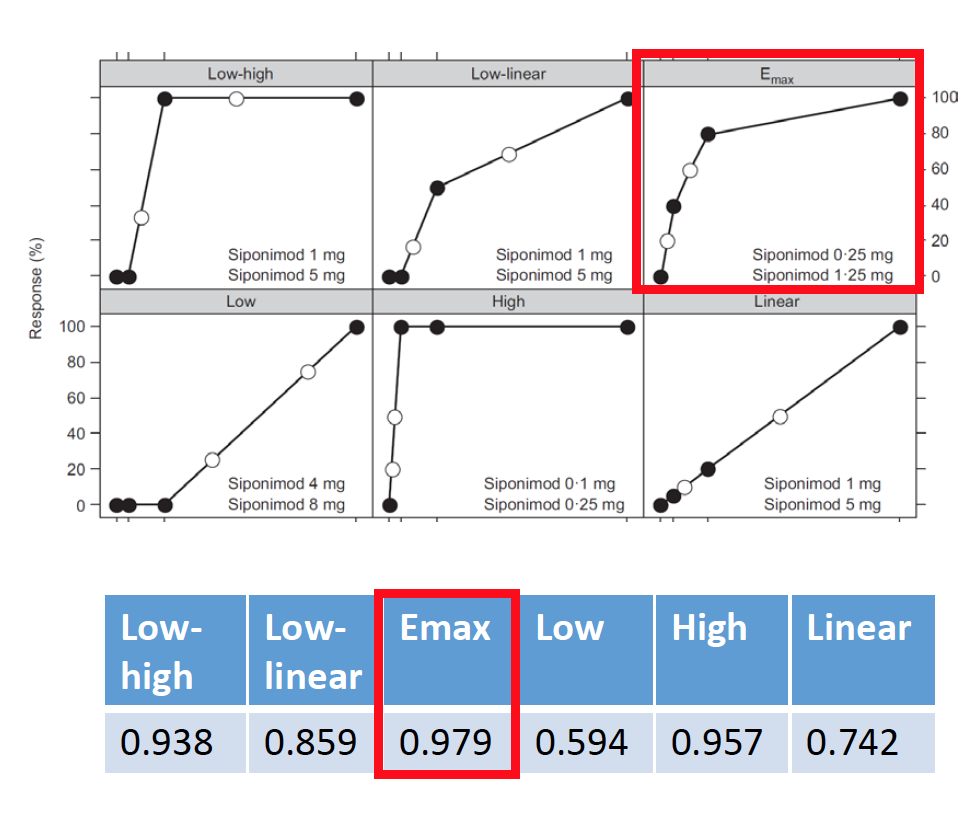 Low-high
Low-linear
Emax
Response (%)
100
80
60
40
20
0
Siponimod 1 mg
Siponimod 5 mg
Siponimod 1 mg
Siponimod 5 mg
Siponimod 0·25 mg
Siponimod 1·25 mg
Low
High
Linear
100
80
60
40
20
0
Siponimod 4 mg
Siponimod 8 mg
Siponimod 0·1 mg
Siponimod 0·25 mg
Siponimod 1 mg
Siponimod 5 mg
Low-
high
Low-
linear
Emax
Low
High
Linear
0.938
0.859
0.979
0.594
0.957
0.742